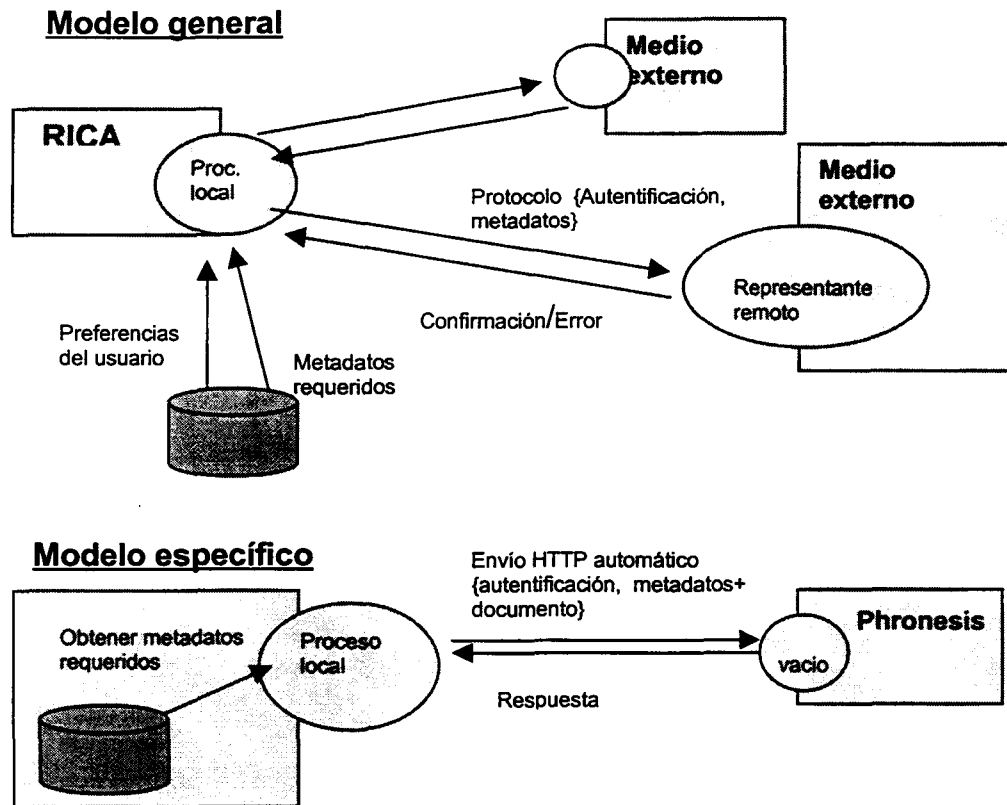 Modelo general
Medio
externo
RICA
Proc.
local
Protocolo {Autentificación,
metadatos}
Medio
externo
Representante
remoto
Confirmación/Error
Preferencias
del usuario
Metadatos
requeridos
Modelo específico
Envío HTTP automático
{autentificación, metadatos+
documento}
Obtener metadatos
requeridos
Proceso
local
Phronesis
vacio
Respuesta